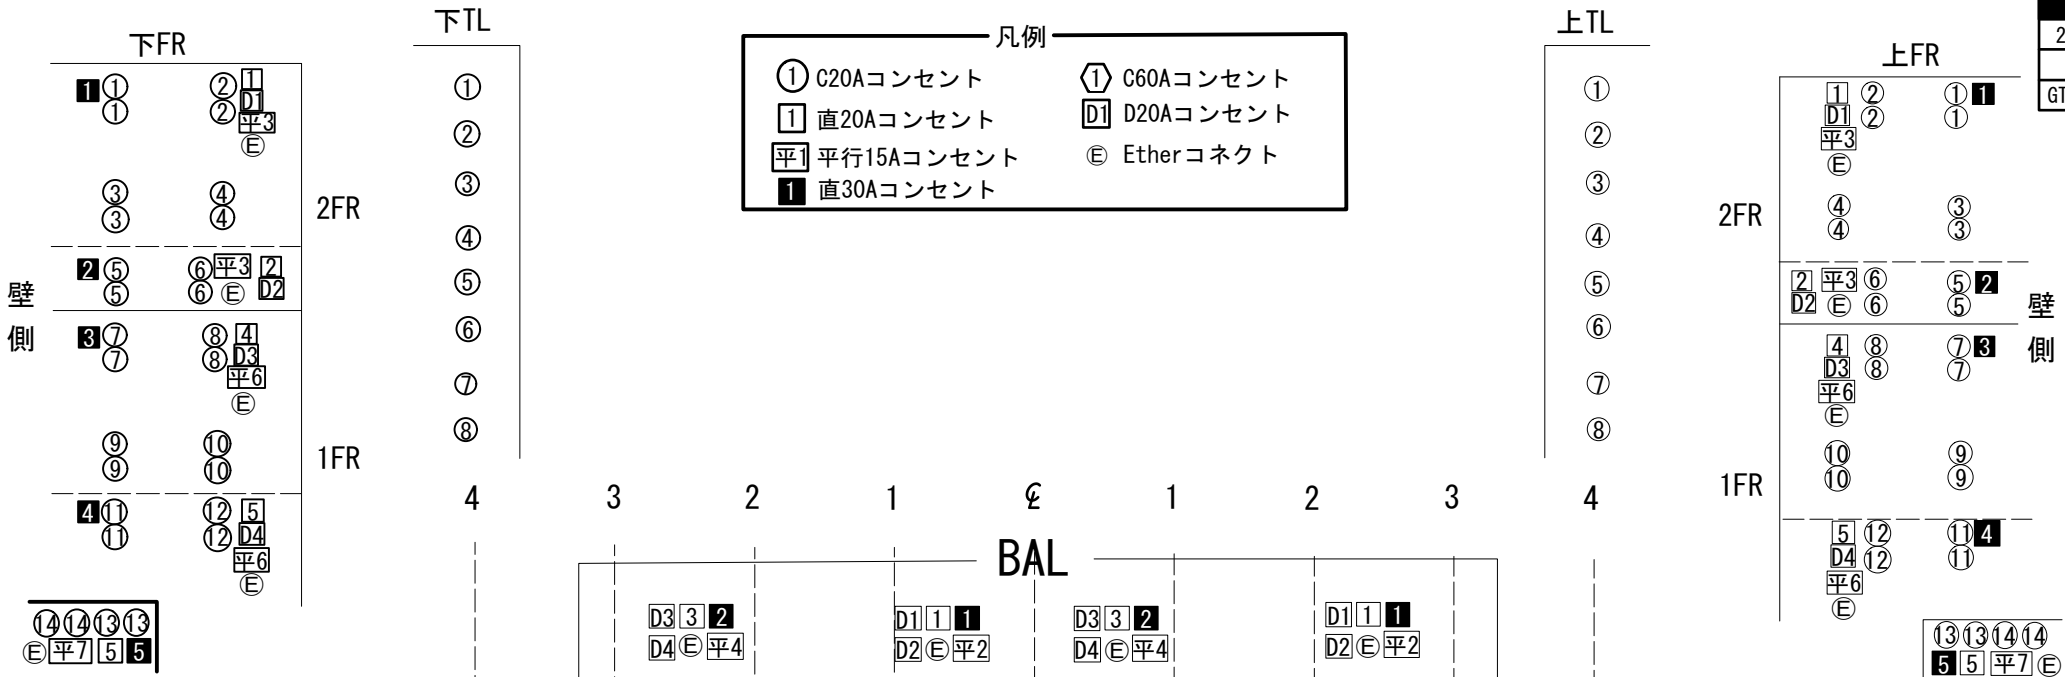 下FR
1 ① ② 1
① ② D1
平3
Ⓔ
③ ④
③ ④
2FR
2 ⑤ ⑥ 平3 2
⑤ ⑥ Ⓔ D2
壁側
3 ⑦ ⑧ 4
⑦ ⑧ D3
平6
Ⓔ
⑨ ⑩
⑨ ⑩
1FR
4 ⑪ ⑫ 5
⑪ ⑫ D4
平6
Ⓔ
⑭ ⑭ ⑬ ⑬
Ⓔ 平7 5 5
下TL
①
②
③
④
⑤
⑥
⑦
⑧
凡例
① C20Aコンセント
1 直20Aコンセント
平1 平行15Aコンセント
1 直30Aコンセント
1 C60Aコンセント
D1 D20Aコンセント
Ⓔ Etherコネクト
上TL
①
②
③
④
⑤
⑥
⑦
⑧
上FR
1 ② ① 1
D1 ② ①
平3
Ⓔ
④ ③
④ ③
2FR
2 平3 ⑥ ⑤ 2
D2 Ⓔ ⑥ ⑤
壁側
4 ⑧ ⑦ 3
D3 ⑧ ⑦
平6
Ⓔ
⑩ ⑨
⑩ ⑨
1FR
5 ⑫ ⑪ 4
D4 ⑫ ⑪
平6
Ⓔ
⑬ ⑬ ⑭ ⑭
5 5 平7 Ⓔ
2
GT
4 3 2 1 ℄ 1 2 3 4
BAL
D3 3 2 D1 1 1 D3 3 2 D1 1 1
D4 Ⓔ 平4 D2 Ⓔ 平2 D4 Ⓔ 平4 D2 Ⓔ 平2